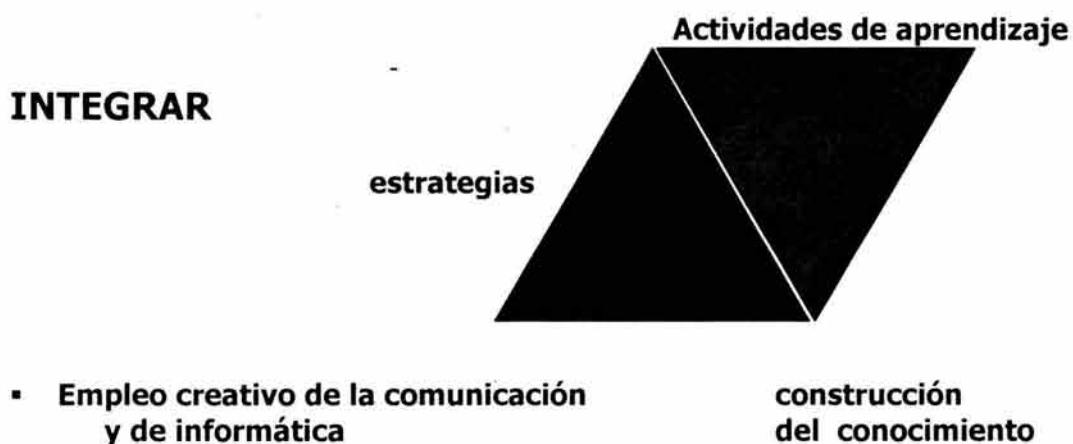 Actividades de aprendizaje
INTEGRAR
estrategias
▪ Empleo creativo de la comunicación
y de informática
construcción
del conocimiento